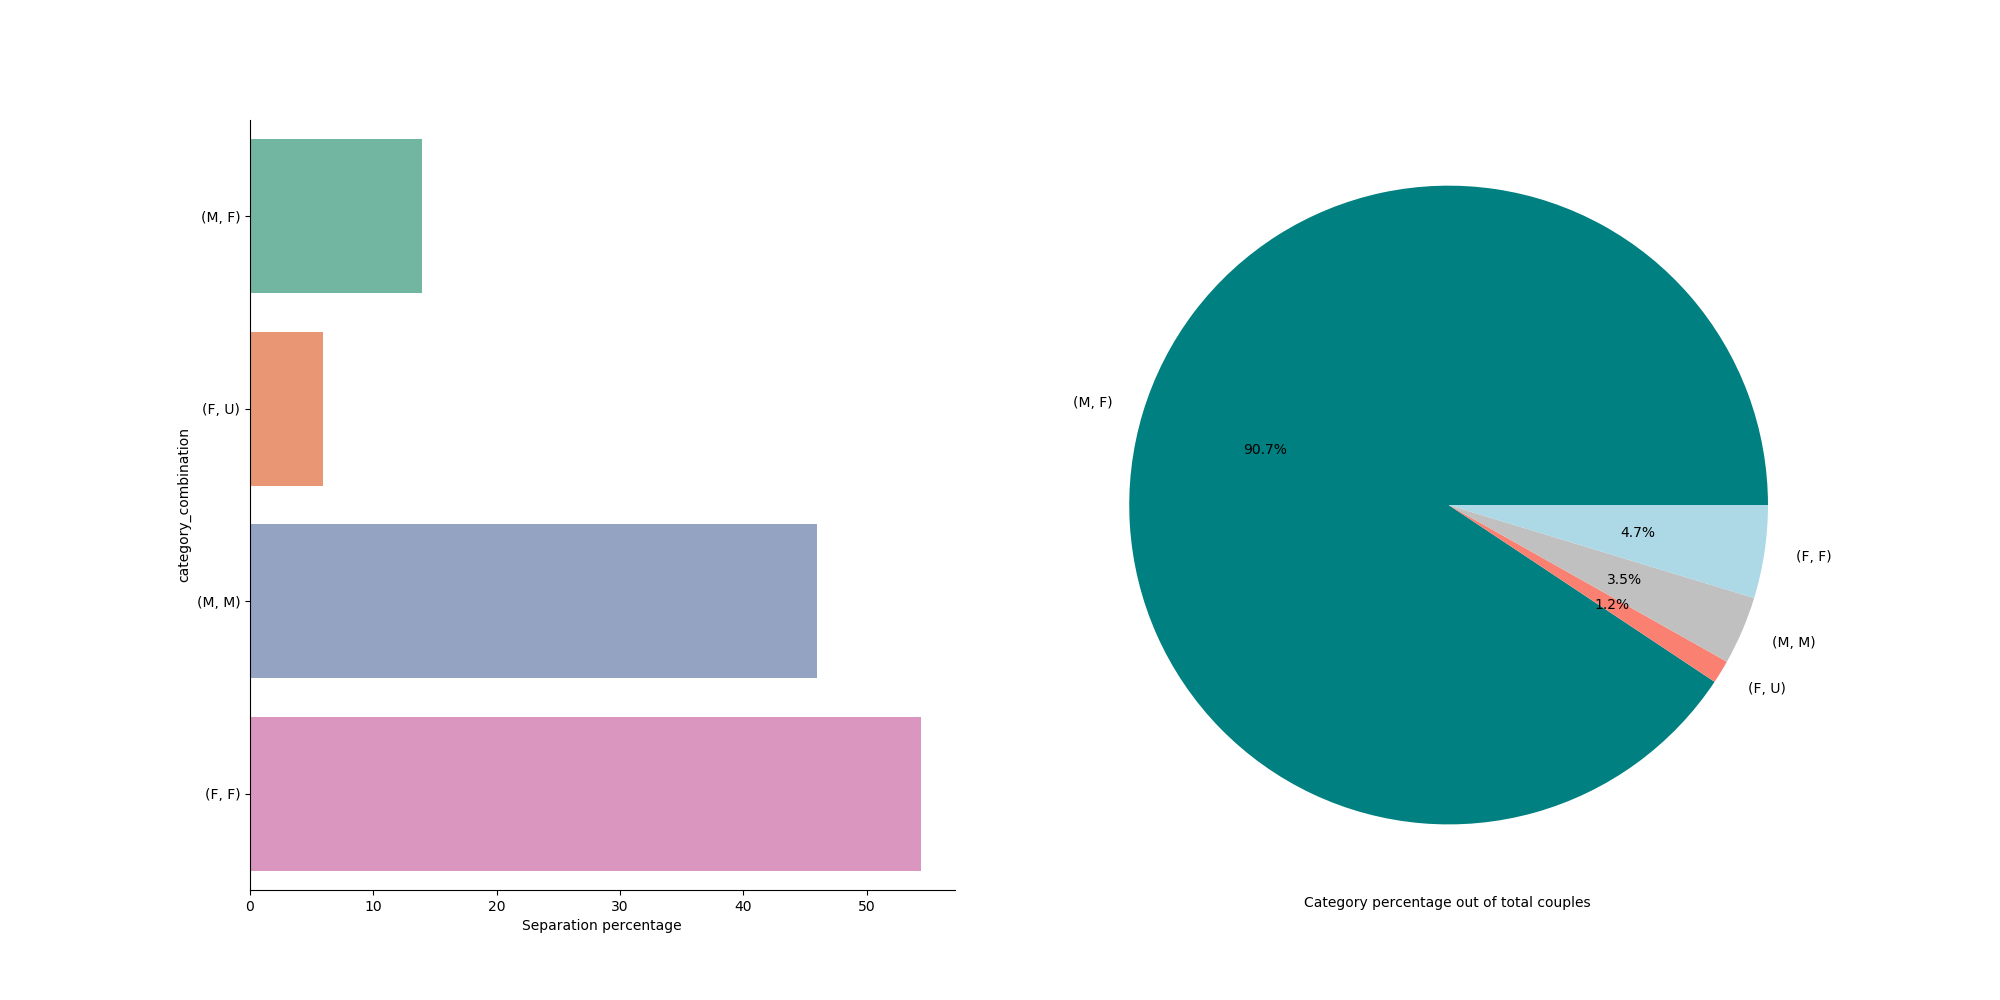 (M, F)
(F, U)
(M, M)
(F, F)
category_combination
0 10 20 30 40 50
Separation percentage
(M, F)
90.7%
4.7%
(F, F)
3.5%
1.2%
(M, M)
(F, U)
Category percentage out of total couples